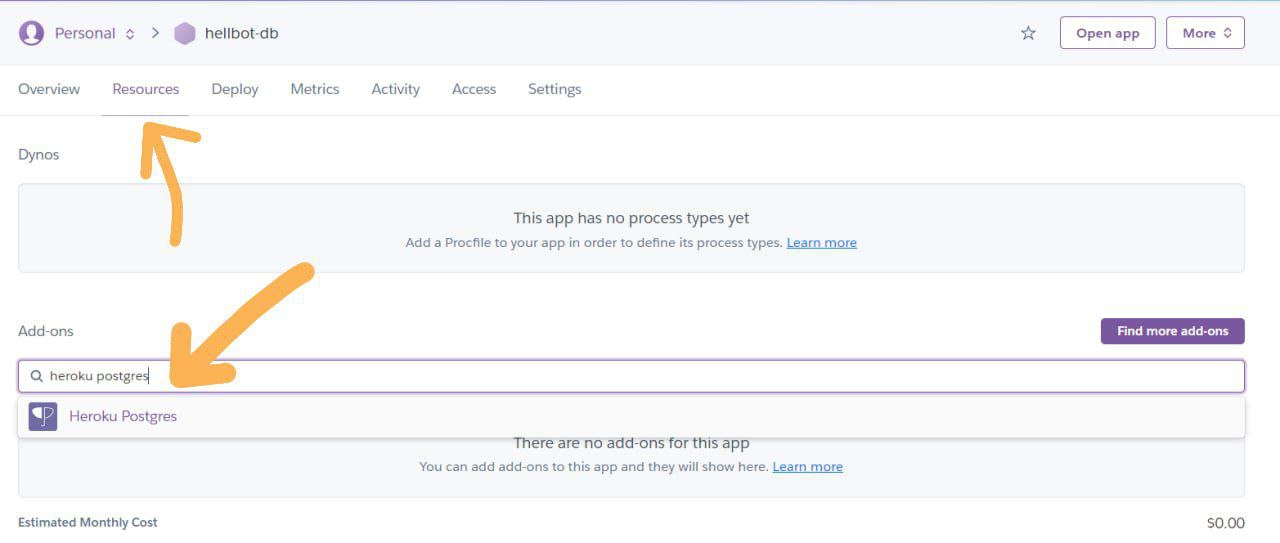 Personal hellbot-db Open app More
Overview Resources Deploy Metrics Activity Access Settings
Dynos
This app has no process types yet
Add a Procfile to your app in order to define its process types. Learn more
Add-ons Find more add-ons
heroku postgres
Heroku Postgres
There are no add-ons for this app
You can add add-ons to this app and they will show here. Learn more
Estimated Monthly Cost $0.00